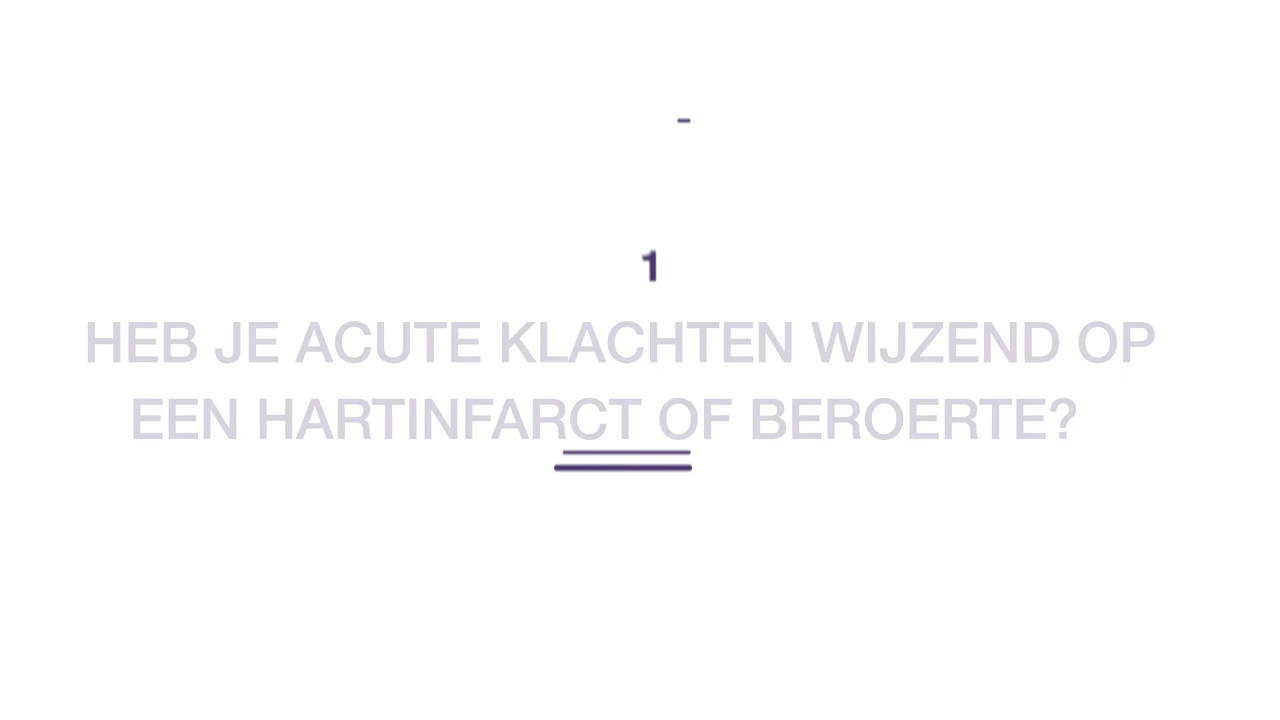 1
HEB JE ACUTE KLACHTEN WIJZEND OP
EEN HARTINFARCT OF BEROERTE?